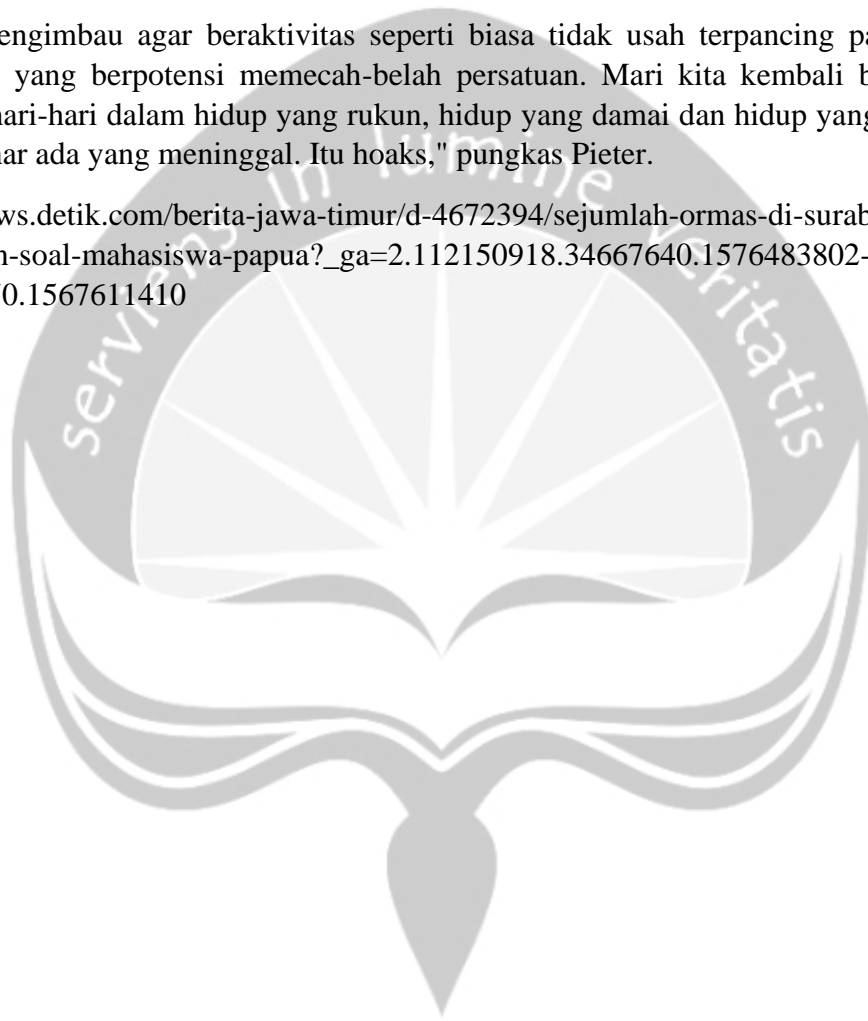 engimbau agar beraktivitas seperti biasa tidak usah terpancing pa
yang berpotensi memecah-belah persatuan. Mari kita kembali b
hari-hari dalam hidup yang rukun, hidup yang damai dan hidup yang
ar ada yang meninggal. Itu hoaks," pungkas Pieter.
ws.detik.com/berita-jawa-timur/d-4672394/sejumlah-ormas-di-surab
n-soal-mahasiswa-papua?_ga=2.112150918.34667640.1576483802-
0.1567611410
serviens in lumine veritatis